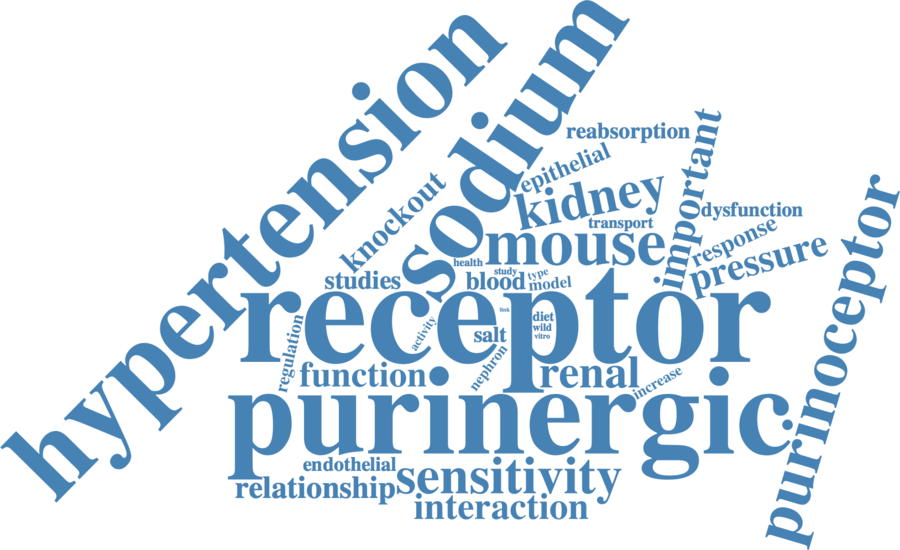 hypertension
sodium
reabsorption
epithelial
important
knockout
kidney
dysfunction
transport
purinoceptor
mouse
response
pressure
health
studies
study
type
blood
model
receptor
link
diet
wild
vitro
activity
salt
regulation
nephron
function
renal
increase
purinergic
endothelial
sensitivity
relationship
interaction